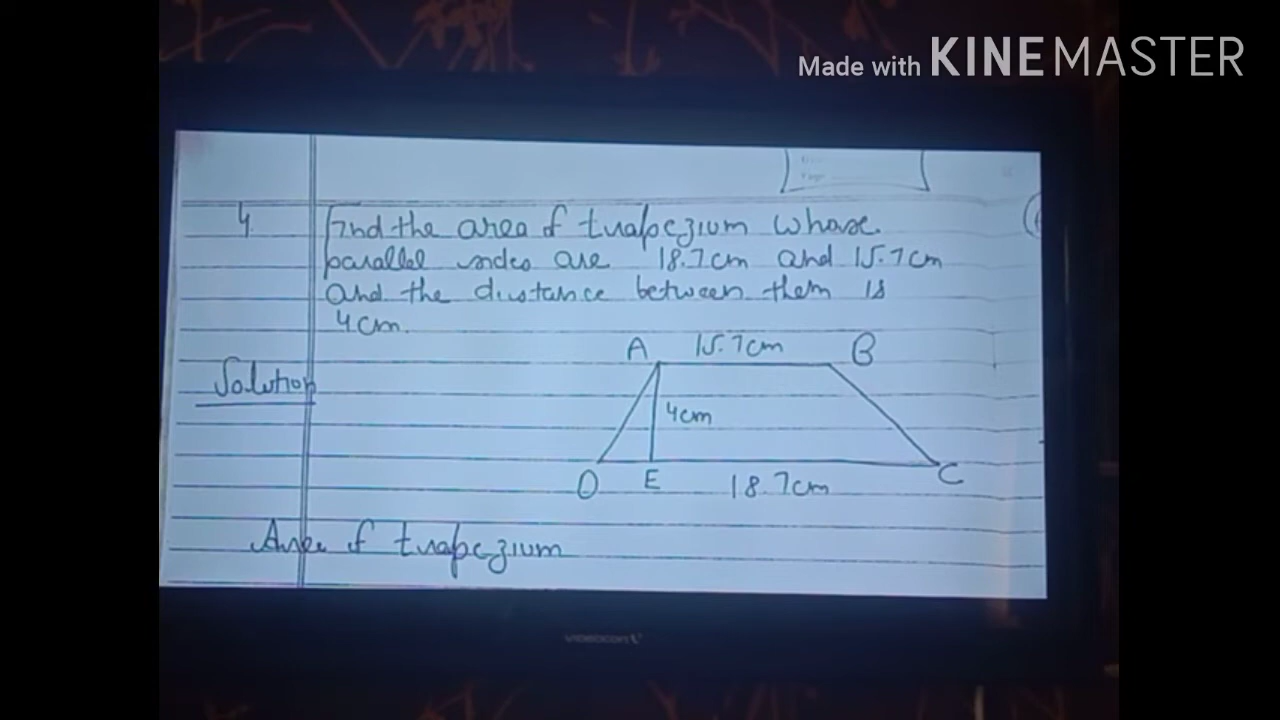 Made with KINEMASTER
4. Find the area of trapezium whose
parallel sides are 18.7cm and 15.7cm
and the distance between them is
4cm.
A 15.7cm B
Solution
4cm
D E 18.7cm C
Area of trapezium
VIDEOCON